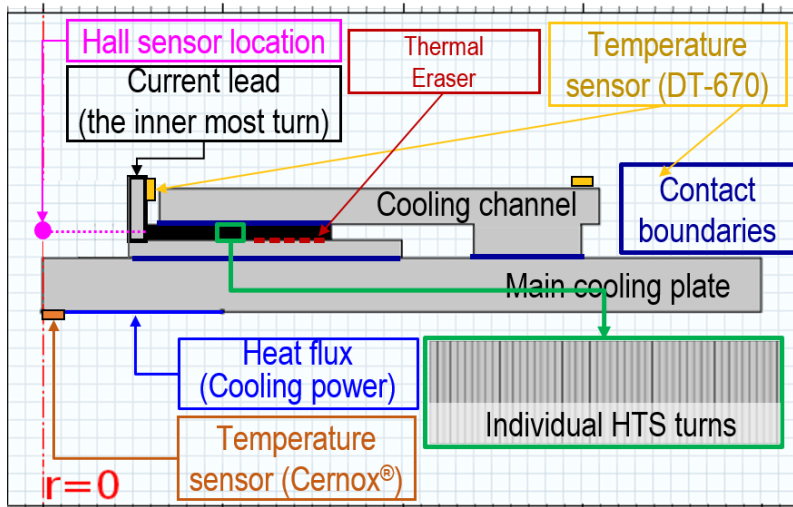 Hall sensor location
Thermal
Eraser
Temperature
sensor (DT-670)
Current lead
(the inner most turn)
Cooling channel
Contact
boundaries
Main cooling plate
Heat flux
(Cooling power)
Individual HTS turns
Temperature
sensor (Cernox®)
r=0